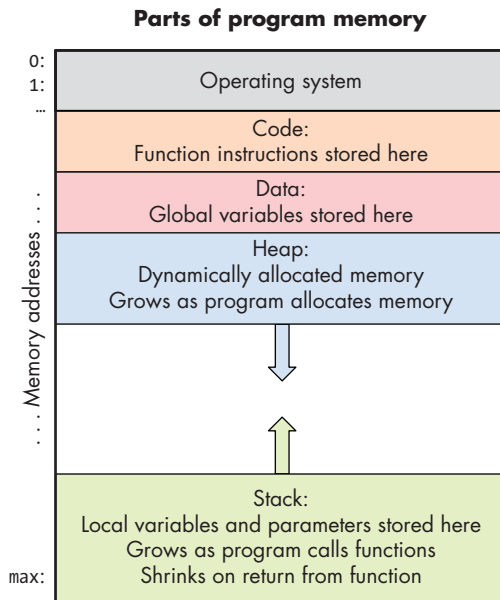 Parts of program memory
0:
1:
...
Operating system
Code:
Function instructions stored here
Data:
Global variables stored here
Heap:
Dynamically allocated memory
Grows as program allocates memory
. . . . Memory addresses . . . .
Stack:
Local variables and parameters stored here
Grows as program calls functions
max:
Shrinks on return from function